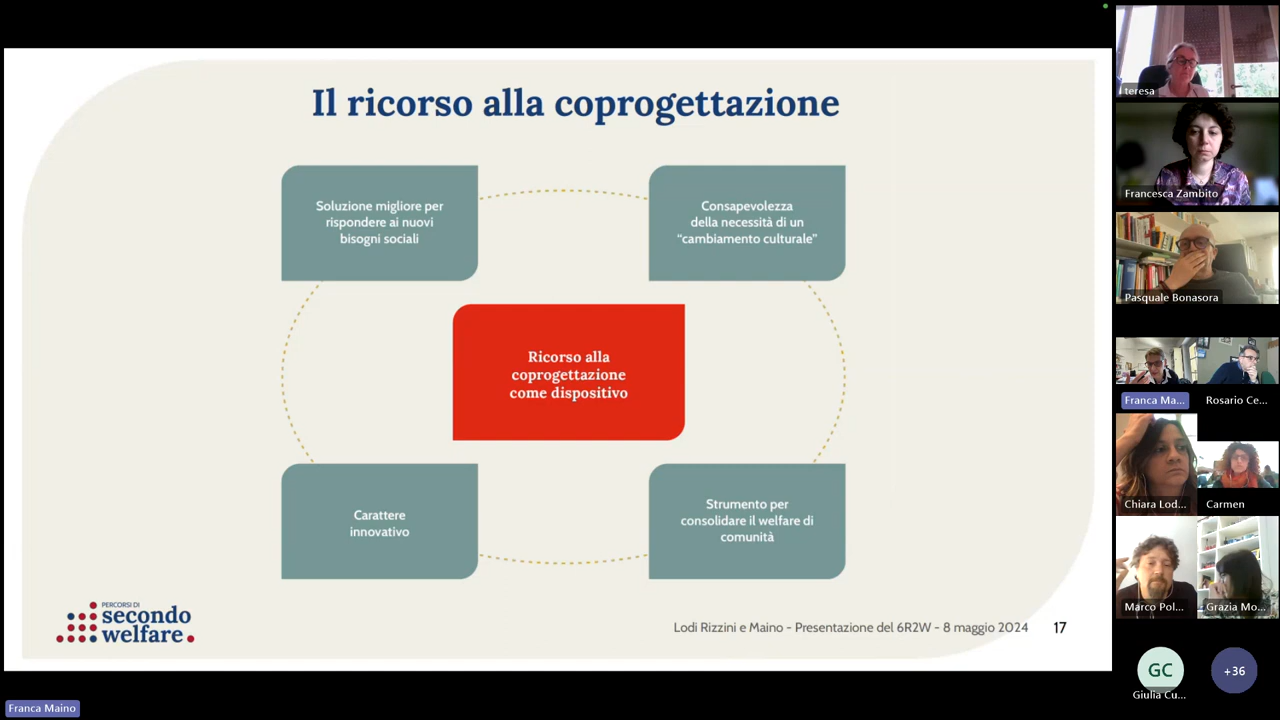 Il ricorso alla coprogettazione
Soluzione migliore per
rispondere ai nuovi
bisogni sociali
Consapevolezza
della necessità di un
“cambiamento culturale”
Ricorso alla
coprogettazione
come dispositivo
Carattere
innovativo
Strumento per
consolidare il welfare di
comunità
PERCORSI DI
secondo
welfare
Lodi Rizzini e Maino - Presentazione del 6R2W - 8 maggio 2024
17
Franca Maino
teresa
Francesca Zambito
Pasquale Bonasora
Franca Ma...
Rosario Ce...
Chiara Lod...
Carmen
Marco Pol...
Grazia Mo...
GC
Giulia Cu...
+36